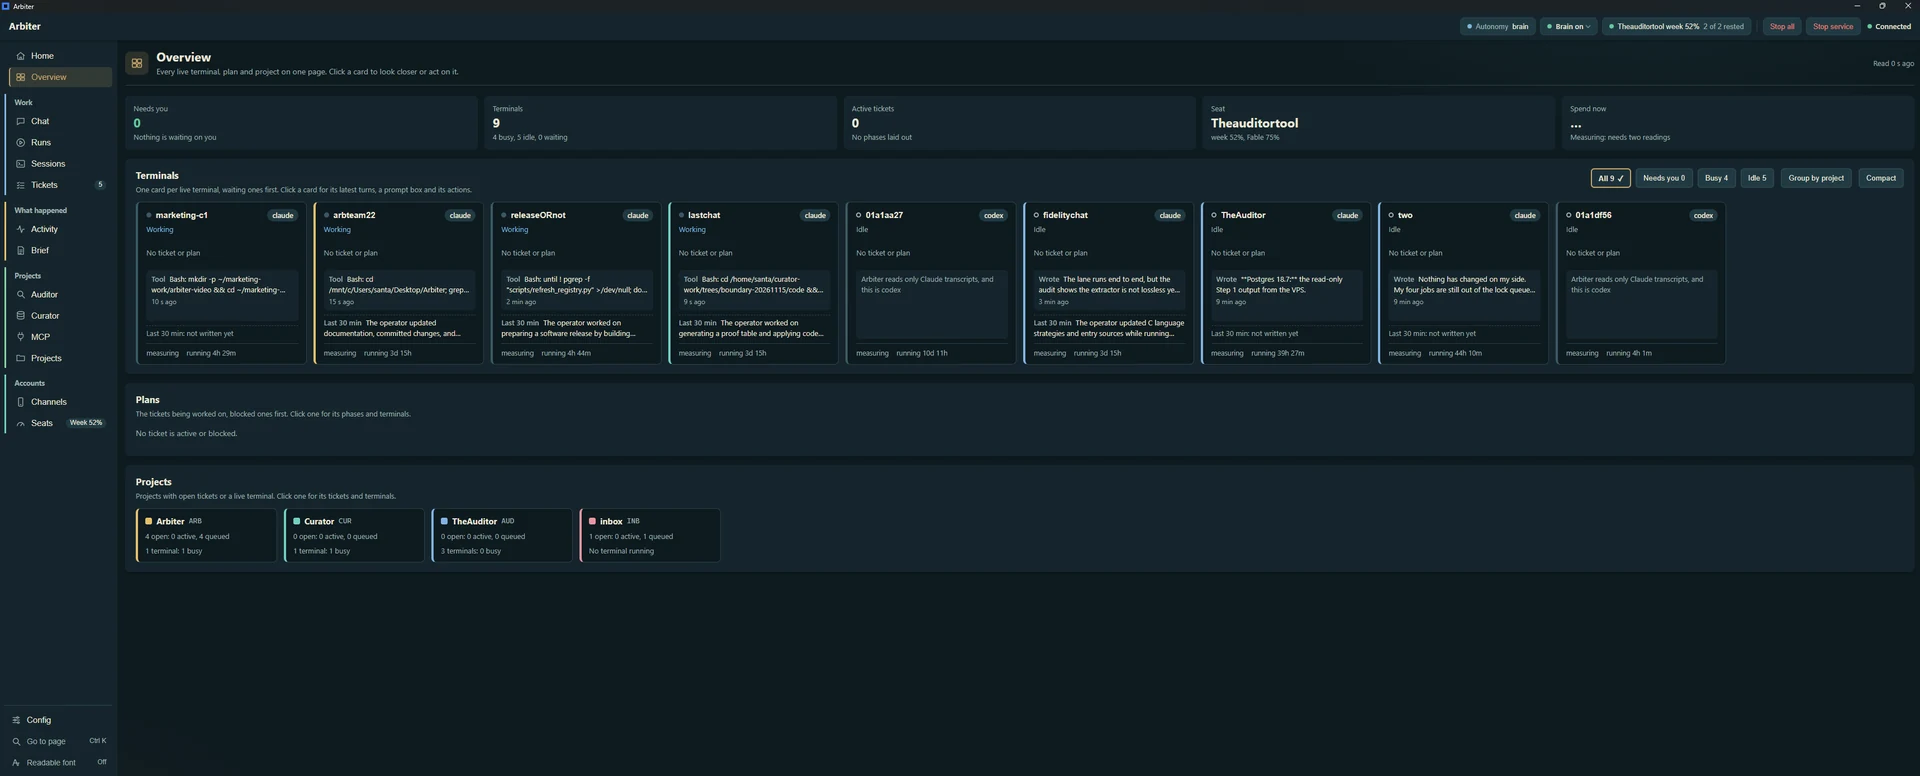 Arbiter
Arbiter
Autonomy brain
Brain on
Theauditortool week 52% 2 of 2 rested
Stop all
Stop service
Connected
Home
Overview
Work
Chat
Runs
Sessions
Tickets 5
What happened
Activity
Brief
Projects
Auditor
Curator
MCP
Projects
Accounts
Channels
Seats Week 52%
Config
Go to page Ctrl K
Readable font Off
Overview
Every live terminal, plan and project on one page. Click a card to look closer or act on it.
Read 0 s ago
Needs you
0
Nothing is waiting on you
Terminals
9
4 busy, 5 idle, 0 waiting
Active tickets
0
No phases laid out
Seat
Theauditortool
week 52%, Fable 75%
Spend now
...
Measuring: needs two readings
Terminals
One card per live terminal, waiting ones first. Click a card for its latest turns, a prompt box and its actions.
All 9 ✓
Needs you 0
Busy 4
Idle 5
Group by project
Compact
marketing-c1 claude
Working
No ticket or plan
Tool Bash: mkdir -p ~/marketing-
work/arbiter-video && cd ~/marketing-...
10 s ago
Last 30 min: not written yet
measuring running 4h 29m
arbteam22 claude
Working
No ticket or plan
Tool Bash: cd
/mnt/c/Users/santa/Desktop/Arbiter; grep...
15 s ago
Last 30 min The operator updated
documentation, committed changes, and...
measuring running 3d 15h
releaseORnot claude
Working
No ticket or plan
Tool Bash: until ! pgrep -f
"scripts/refresh_registry.py" >/dev/null; do...
2 min ago
Last 30 min The operator worked on
preparing a software release by building...
measuring running 4h 44m
lastchat claude
Working
No ticket or plan
Tool Bash: cd /home/santa/curator-
work/trees/boundary-20261115/code &&...
9 s ago
Last 30 min The operator worked on
generating a proof table and applying code...
measuring running 3d 15h
01a1aa27 codex
Idle
No ticket or plan
Arbiter reads only Claude transcripts, and
this is codex
measuring running 10d 11h
fidelitychat claude
Idle
No ticket or plan
Wrote The lane runs end to end, but the
audit shows the extractor is not lossless ye...
3 min ago
Last 30 min The operator updated C language
strategies and entry sources while running...
measuring running 3d 15h
TheAuditor claude
Idle
No ticket or plan
Wrote **Postgres 18.7:** the read-only
Step 1 output from the VPS.
9 min ago
Last 30 min: not written yet
measuring running 39h 27m
two claude
Idle
No ticket or plan
Wrote Nothing has changed on my side.
My four jobs are still out of the lock queue...
9 min ago
Last 30 min: not written yet
measuring running 44h 10m
01a1df56 codex
Idle
No ticket or plan
Arbiter reads only Claude transcripts, and
this is codex
measuring running 4h 1m
Plans
The tickets being worked on, blocked ones first. Click one for its phases and terminals.
No ticket is active or blocked.
Projects
Projects with open tickets or a live terminal. Click one for its tickets and terminals.
Arbiter ARB
4 open: 0 active, 4 queued
1 terminal: 1 busy
Curator CUR
0 open: 0 active, 0 queued
1 terminal: 1 busy
TheAuditor AUD
0 open: 0 active, 0 queued
3 terminals: 0 busy
inbox INB
1 open: 0 active, 1 queued
No terminal running